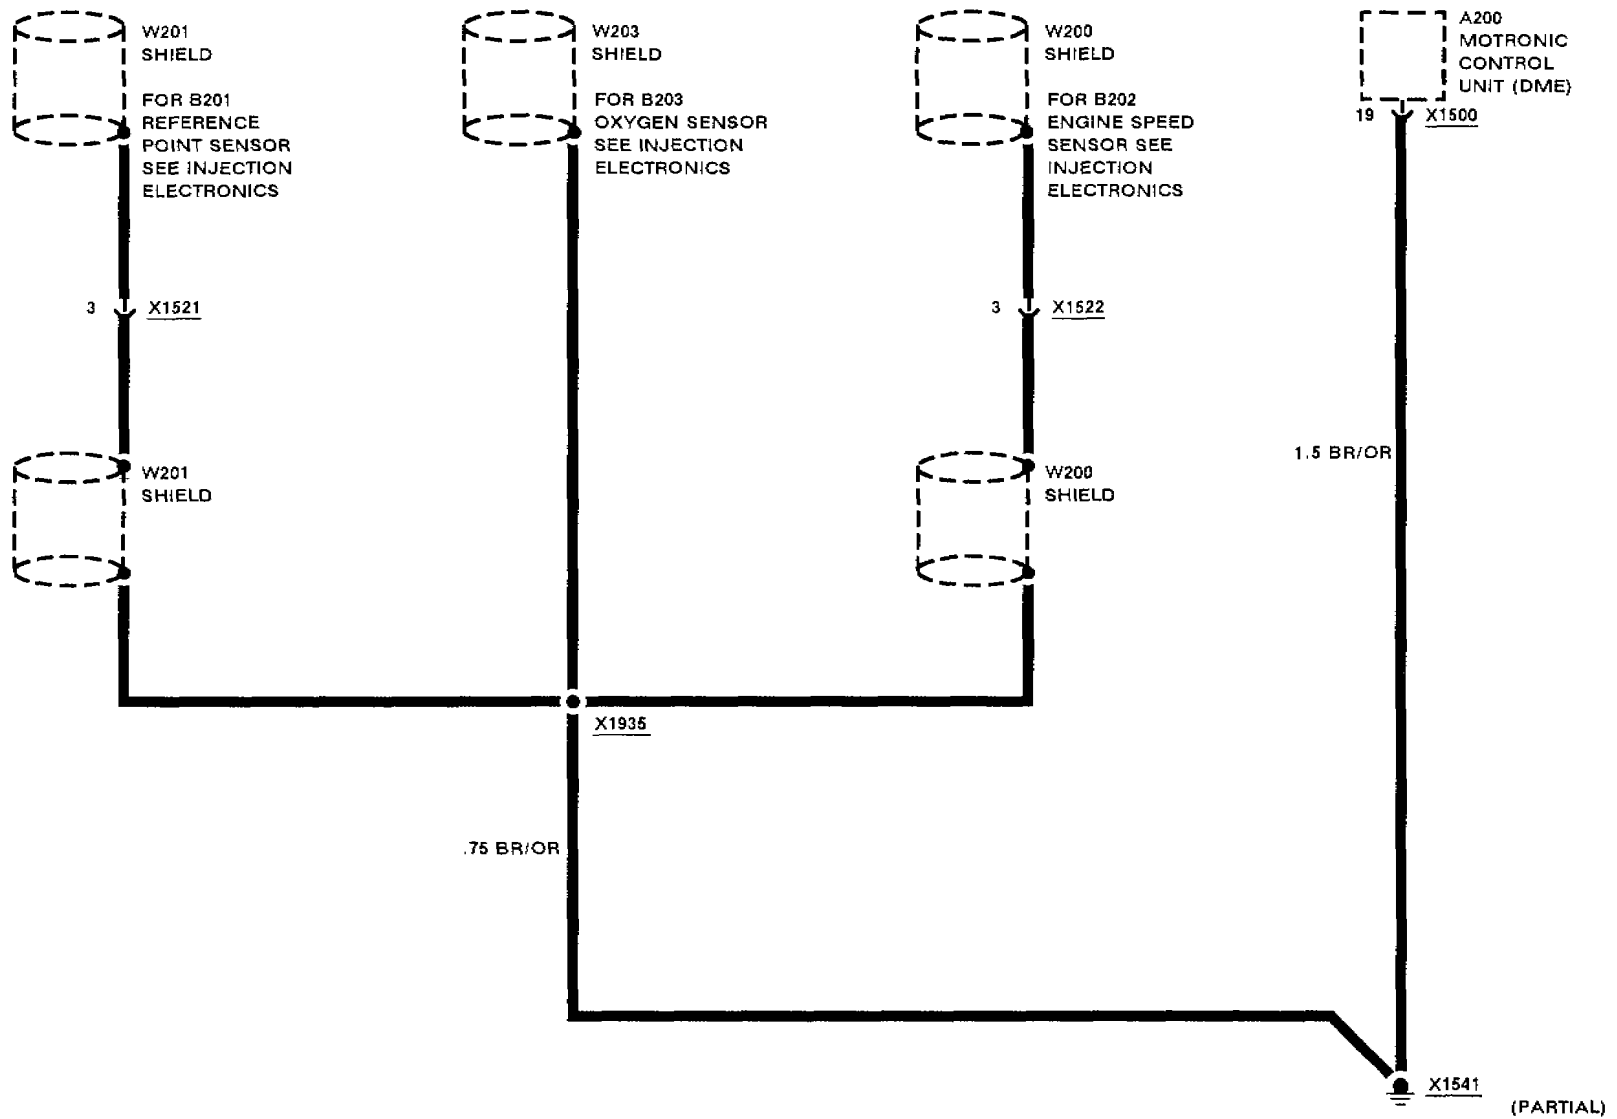 W201
SHIELD
FOR B201
REFERENCE
POINT SENSOR
SEE INJECTION
ELECTRONICS
W203
SHIELD
FOR B203
OXYGEN SENSOR
SEE INJECTION
ELECTRONICS
W200
SHIELD
FOR B202
ENGINE SPEED
SENSOR SEE
INJECTION
ELECTRONICS
A200
MOTRONIC
CONTROL
UNIT (DME)
19 X1500
3 X1521
3 X1522
1.5 BR/OR
W201
SHIELD
W200
SHIELD
X1935
.75 BR/OR
X1541
(PARTIAL)